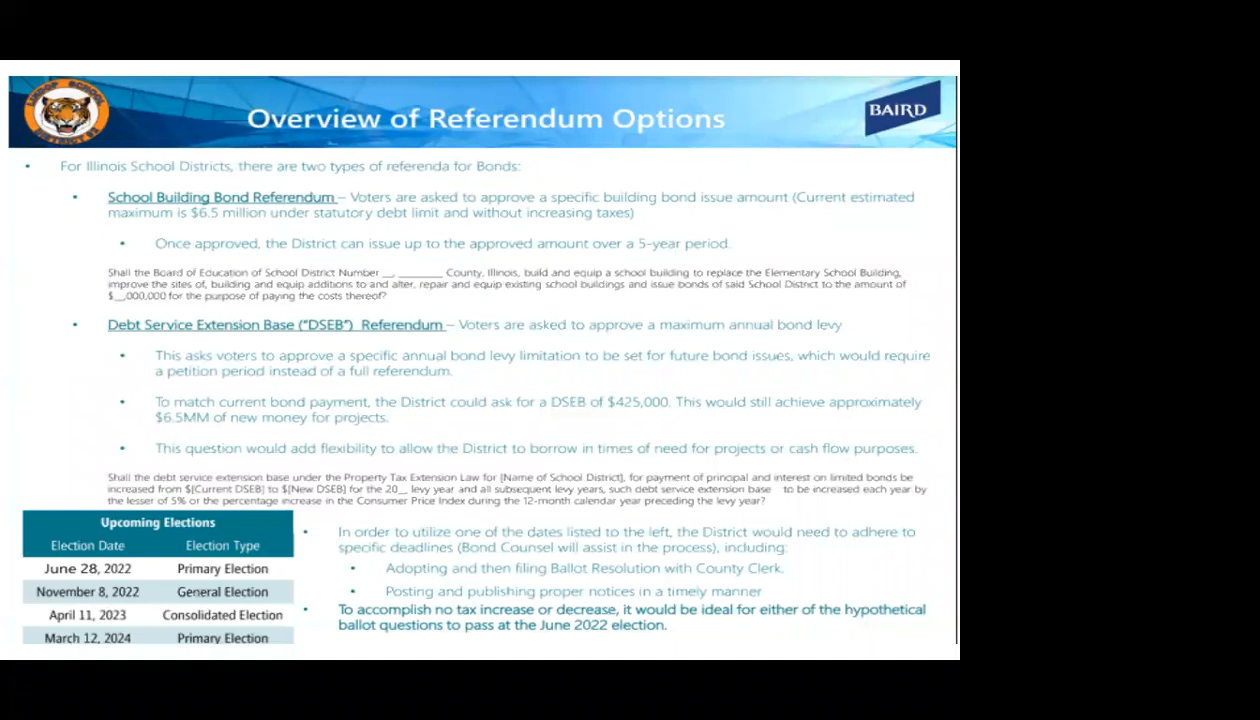 Overview of Referendum Options
BAIRD
• For Illinois School Districts, there are two types of referenda for Bonds:
• School Building Bond Referendum – Voters are asked to approve a specific building bond issue amount (Current estimated
maximum is $6.5 million under statutory debt limit and without increasing taxes)
• Once approved, the District can issue up to the approved amount over a 5-year period.
Shall the Board of Education of School District Number __, ________ County, Illinois, build and equip a school building to replace the Elementary School Building,
improve the sites of, building and equip additions to and alter, repair and equip existing school buildings and issue bonds of said School District to the amount of
$__,000,000 for the purpose of paying the costs thereof?
• Debt Service Extension Base ("DSEB") Referendum – Voters are asked to approve a maximum annual bond levy
• This asks voters to approve a specific annual bond levy limitation to be set for future bond issues, which would require
a petition period instead of a full referendum.
• To match current bond payment, the District could ask for a DSEB of $425,000. This would still achieve approximately
$6.5MM of new money for projects.
• This question would add flexibility to allow the District to borrow in times of need for projects or cash flow purposes.
Shall the debt service extension base under the Property Tax Extension Law for [Name of School District], for payment of principal and interest on limited bonds be
increased from $[Current DSEB] to $[New DSEB] for the 20__ levy year and all subsequent levy years, such debt service extension base to be increased each year by
the lesser of 5% or the percentage increase in the Consumer Price Index during the 12-month calendar year preceding the levy year?
Upcoming Elections
Election Date Election Type
June 28, 2022 Primary Election
November 8, 2022 General Election
April 11, 2023 Consolidated Election
March 12, 2024 Primary Election
• In order to utilize one of the dates listed to the left, the District would need to adhere to
specific deadlines (Bond Counsel will assist in the process), including:
• Adopting and then filing Ballot Resolution with County Clerk.
• Posting and publishing proper notices in a timely manner
• To accomplish no tax increase or decrease, it would be ideal for either of the hypothetical
ballot questions to pass at the June 2022 election.